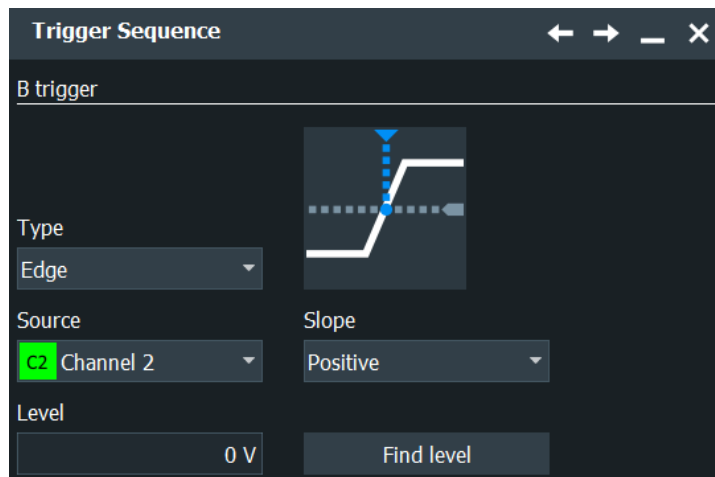 Trigger Sequence
B trigger
Type
Edge
Source
Slope
C2 Channel 2
Positive
Level
0 V
Find level